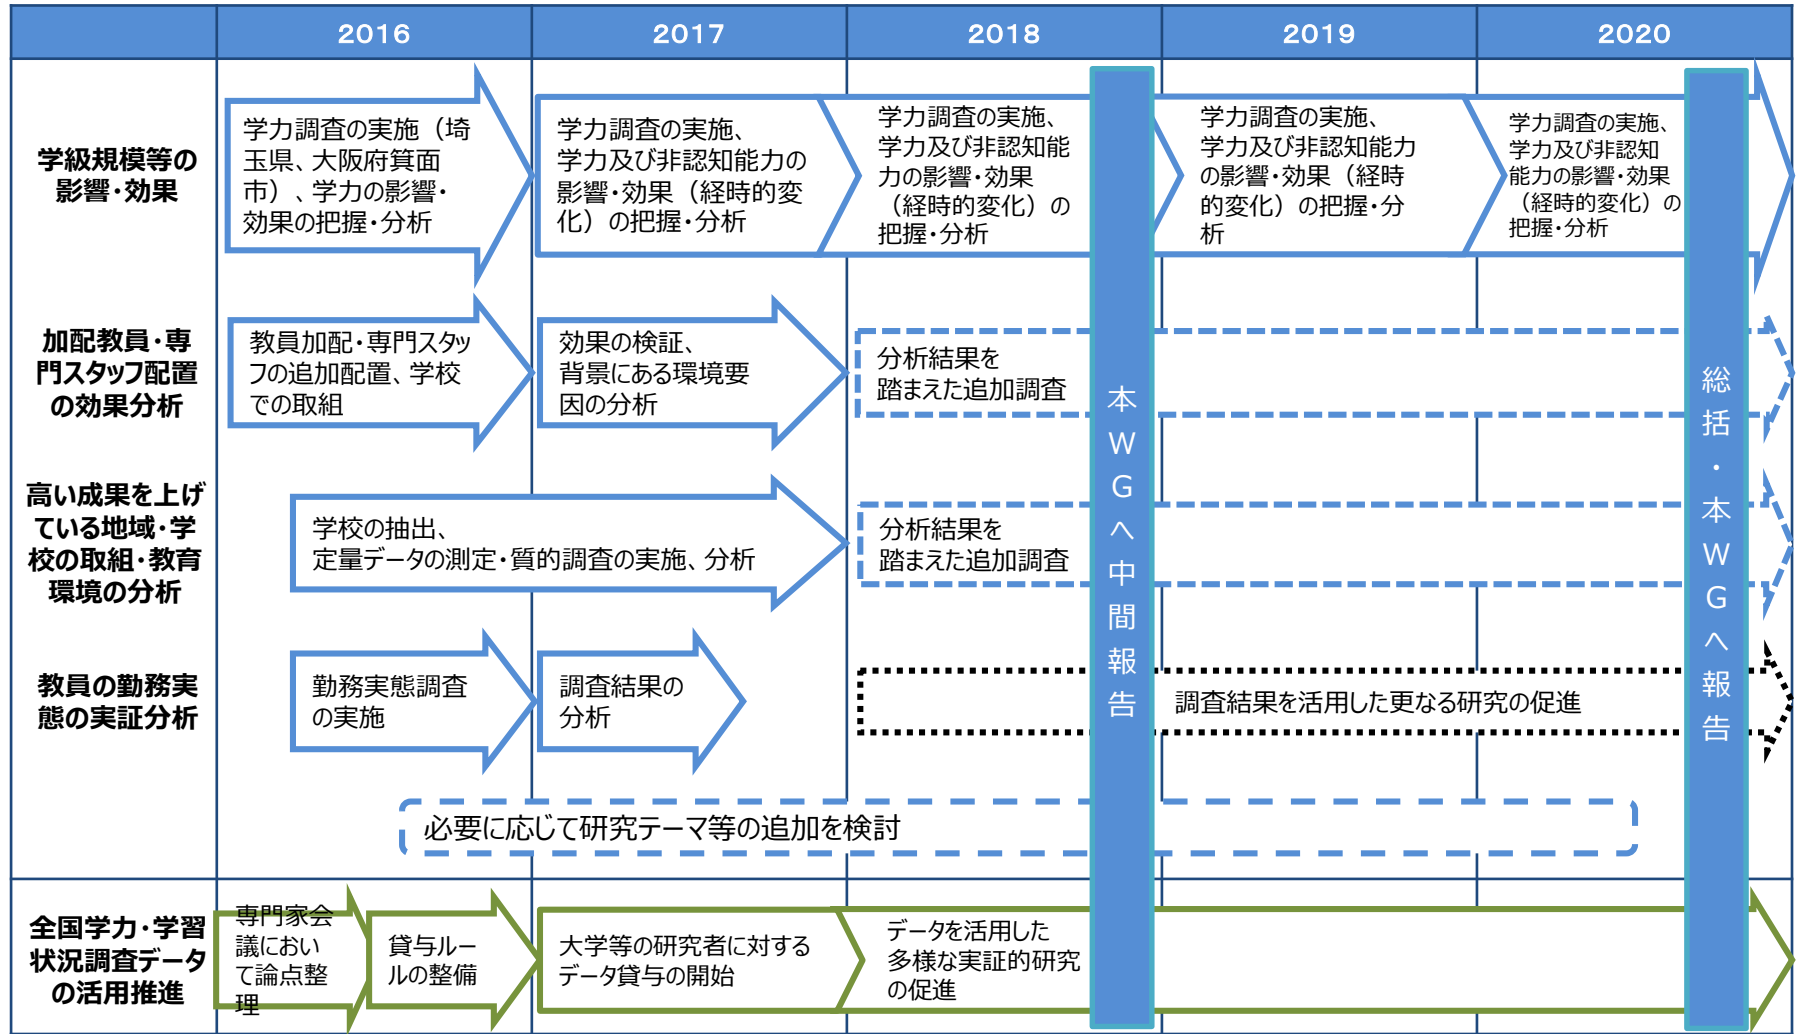 2016
2017
2018
2019
2020
学級規模等の
影響・効果
学力調査の実施（埼
玉県、大阪府箕面
市）、学力の影響・
効果の把握・分析
学力調査の実施、
学力及び非認知能力の
影響・効果（経時的変
化）の把握・分析
学力調査の実施、
学力及び非認知能
力の影響・効果
（経時的変化）の
把握・分析
学力調査の実施、
学力及び非認知能力
の影響・効果（経時
的変化）の把握・分
析
学力調査の実施、
学力及び非認知
能力の影響・効果
（経時的変化）の
把握・分析
加配教員・専
門スタッフ配置
の効果分析
教員加配・専門スタッ
フの追加配置、学校
での取組
効果の検証、
背景にある環境要
因の分析
分析結果を
踏まえた追加調査
高い成果を上げ
ている地域・学
校の取組・教育
環境の分析
学校の抽出、
定量データの測定・質的調査の実施、分析
分析結果を
踏まえた追加調査
教員の勤務実
態の実証分析
勤務実態調査
の実施
調査結果の
分析
調査結果を活用した更なる研究の促進
必要に応じて研究テーマ等の追加を検討
本WGへ中間報告
総括・本WGへ報告
全国学力・学習
状況調査データ
の活用推進
専門家会
議におい
て論点整
理
貸与ルー
ルの整備
大学等の研究者に対する
データ貸与の開始
データを活用した
多様な実証的研究
の促進